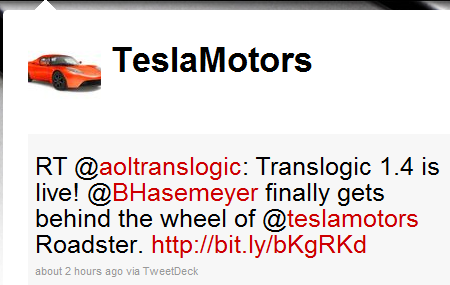 TeslaMotors
RT @aoltranslogic: Translogic 1.4 is
live! @BHasemeyer finally gets
behind the wheel of @teslamotors
Roadster. http://bit.ly/bKgRKd
about 2 hours ago via TweetDeck